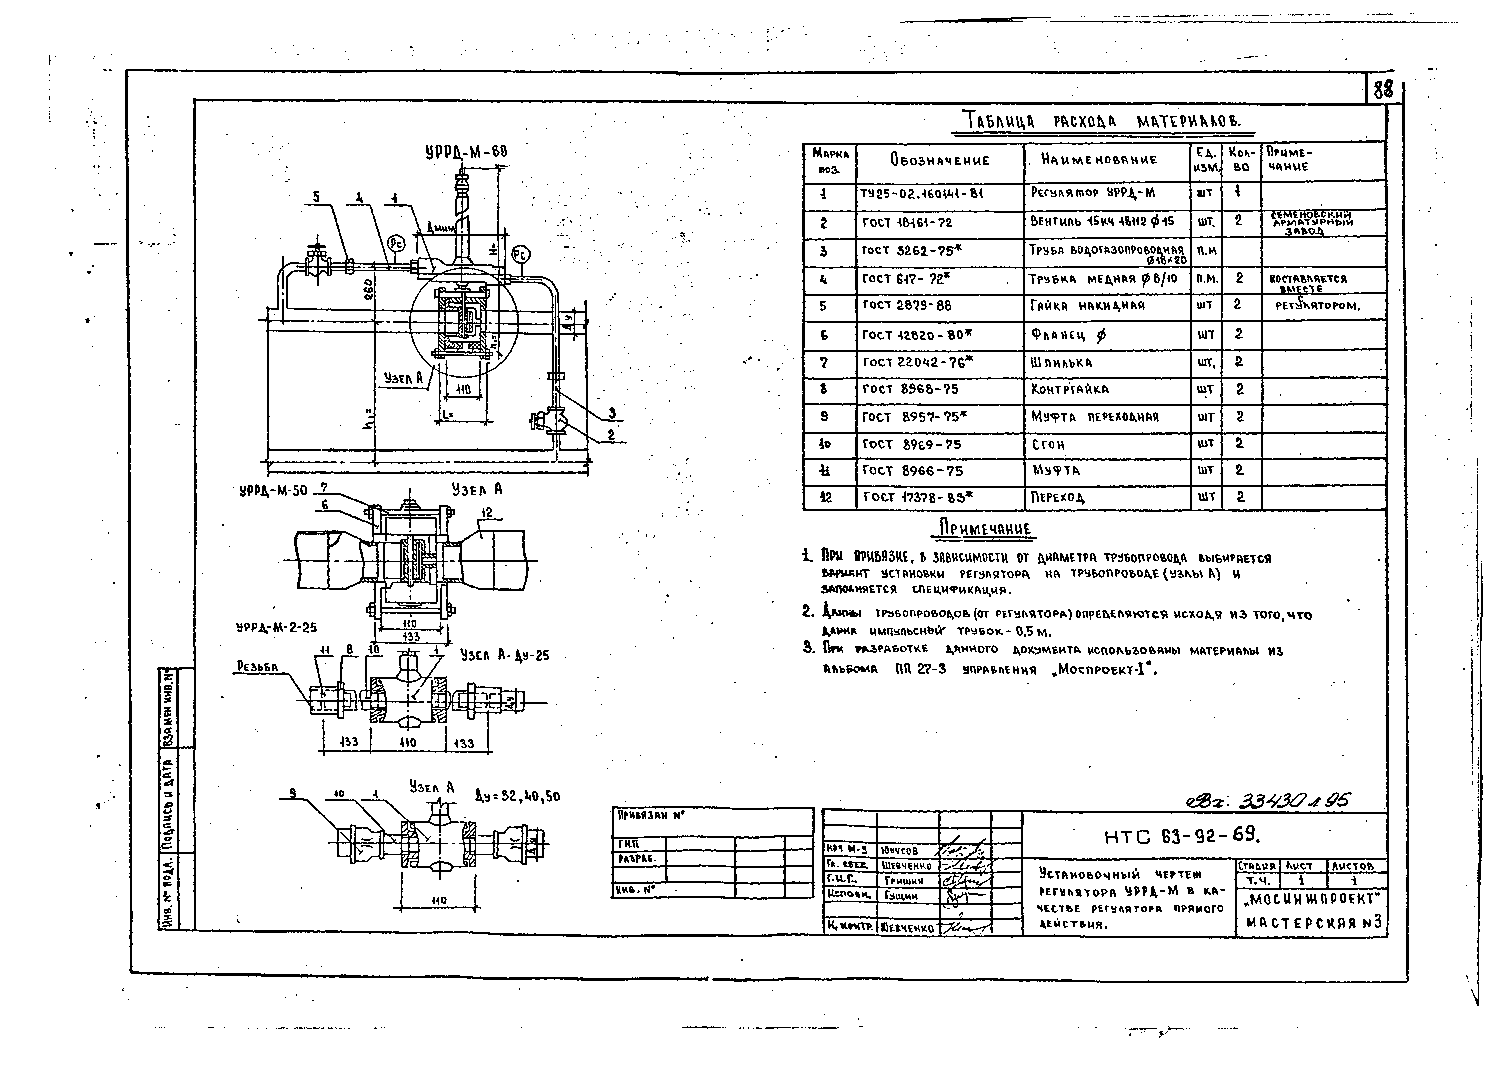 88
ТАБЛИЦА РАСХОДА МАТЕРИАЛОВ.
МАРКА ПОЗ. ОБОЗНАЧЕНИЕ НАИМЕНОВАНИЕ ЕД. ИЗМ. КОЛ-ВО ПРИМЕЧАНИЕ
1 ТУ25-02.160141-81 РЕГУЛЯТОР УРРД-М ШТ 1
2 ГОСТ 18161-72 ВЕНТИЛЬ 15КЧ 18П2 ϕ15 ШТ. 2 СЕМЕНОВСКИЙ АРМАТУРНЫЙ ЗАВОД
3 ГОСТ 3262-75* ТРУБА ВОДОГАЗОПРОВОДНАЯ П.М
4 ГОСТ 617-72* ТРУБКА МЕДНАЯ ϕ8/10 П.М. 2 ПОСТАВЛЯЕТСЯ ВМЕСТЕ
5 ГОСТ 2879-88 ГАЙКА НАКИДНАЯ ШТ 2 РЕГУЛЯТОРОМ.
6 ГОСТ 12820-80* ФЛАНЕЦ ϕ ШТ 2
7 ГОСТ 22042-76* ШПИЛЬКА ШТ. 2
8 ГОСТ 8968-75 КОНТРГАЙКА ШТ 2
9 ГОСТ 8957-75* МУФТА ПЕРЕХОДНАЯ ШТ 2
10 ГОСТ 8969-75 СГОН ШТ 2
11 ГОСТ 8966-75 МУФТА ШТ 2
12 ГОСТ 17378-83* ПЕРЕХОД ШТ 2
ПРИМЕЧАНИЕ
1. ПРИ ПРИВЯЗКЕ, В ЗАВИСИМОСТИ ОТ ДИАМЕТРА ТРУБОПРОВОДА ВЫБИРАЕТСЯ
ВАРИАНТ УСТАНОВКИ РЕГУЛЯТОРА НА ТРУБОПРОВОДЕ (УЗЛЫ А) И
ЗАПОЛНЯЕТСЯ СПЕЦИФИКАЦИЯ.
2. ДЛИНЫ ТРУБОПРОВОДОВ (ОТ РЕГУЛЯТОРА) ОПРЕДЕЛЯЮТСЯ ИСХОДЯ ИЗ ТОГО, ЧТО
ДЛИНА ИМПУЛЬСНЫЙ ТРУБОК - 0,5 М.
3. ПРИ РАЗРАБОТКЕ ДАННОГО ДОКУМЕНТА ИСПОЛЬЗОВАНЫ МАТЕРИАЛЫ ИЗ
АЛЬБОМА ПП 27-3 УПРАВЛЕНИЯ „МОСПРОЕКТ-1".
УРРД-М-68
5 4 1
L МИН
H=
Рс
Рс
260
ДУ
УЗЕЛ А
110
L=
h1=
3
2
УРРД-М-50 7
6
УЗЕЛ А
12
110
133
УРРД-М-2-25
РЕЗЬБА
11 8 10 1
УЗЕЛ А-ДУ-25
133 110 133
УЗЕЛ А
ДУ=32,40,50
9 10 1
110
ПРИВЯЗАН №
ГИП
РАЗРАБ.
ИНВ. №
ВЗАМЕН ИНВ. №
ПОДПИСЬ И ДАТА
ИНВ. № ПОДЛ.
33430 л 95
НТС 63-92-69.
НАЧ М-3 ЮНУСОВ
ГЛ. СПЕЦ. ШЕВЧЕНКО
Г.И.П. ГРИШИН
ИСПОЛН. ГУЩИН
Н. КОНТР. ШЕВЧЕНКО
УСТАНОВОЧНЫЙ ЧЕРТЕЖ
РЕГУЛЯТОРА УРРД-М В КА-
ЧЕСТВЕ РЕГУЛЯТОРА ПРЯМОГО
ДЕЙСТВИЯ.
СТАДИЯ ЛИСТ ЛИСТОВ
Т.Ч. 1 1
„МОСИНЖПРОЕКТ"
МАСТЕРСКАЯ №3